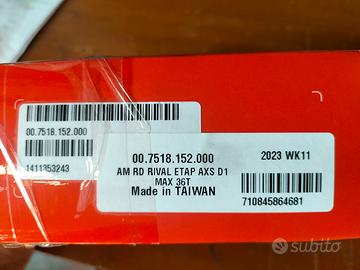 00.7518.152.000
1411353243
00.7518.152.000
2023 WK11
AM RD RIVAL ETAP AXS D1
MAX 36T
Made in TAIWAN
710845864681
subito